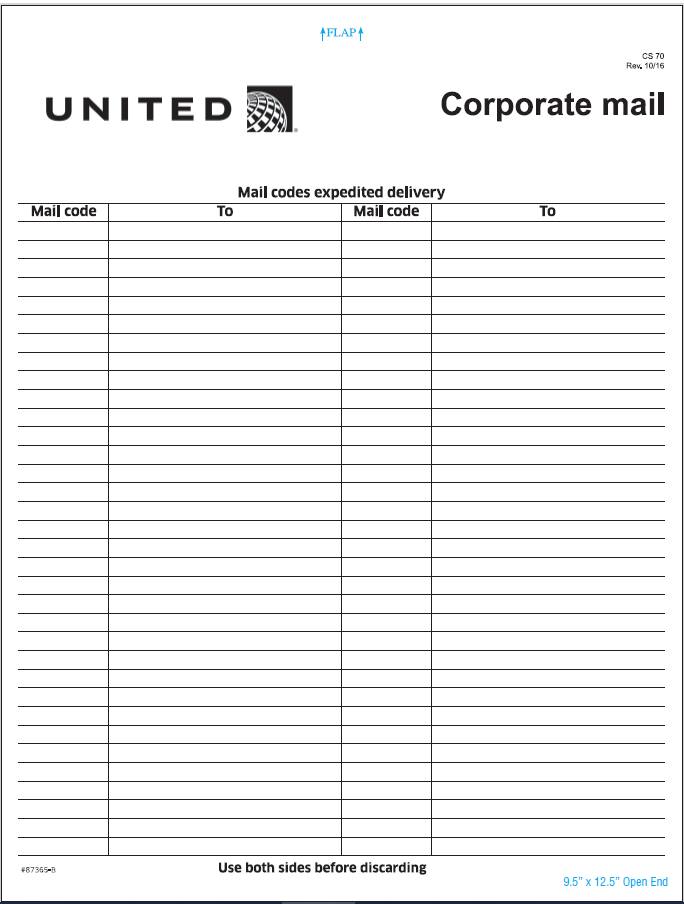 ↑FLAP↑
CS 70
Rev. 10/16
UNITED
Corporate mail
Mail codes expedited delivery
Mail code To Mail code To
#87365-B
Use both sides before discarding
9.5” x 12.5” Open End